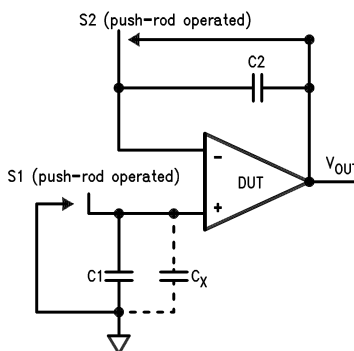 S2 (push-rod operated)
C2
S1 (push-rod operated)
-
DUT
+
VOUT
C1
CX